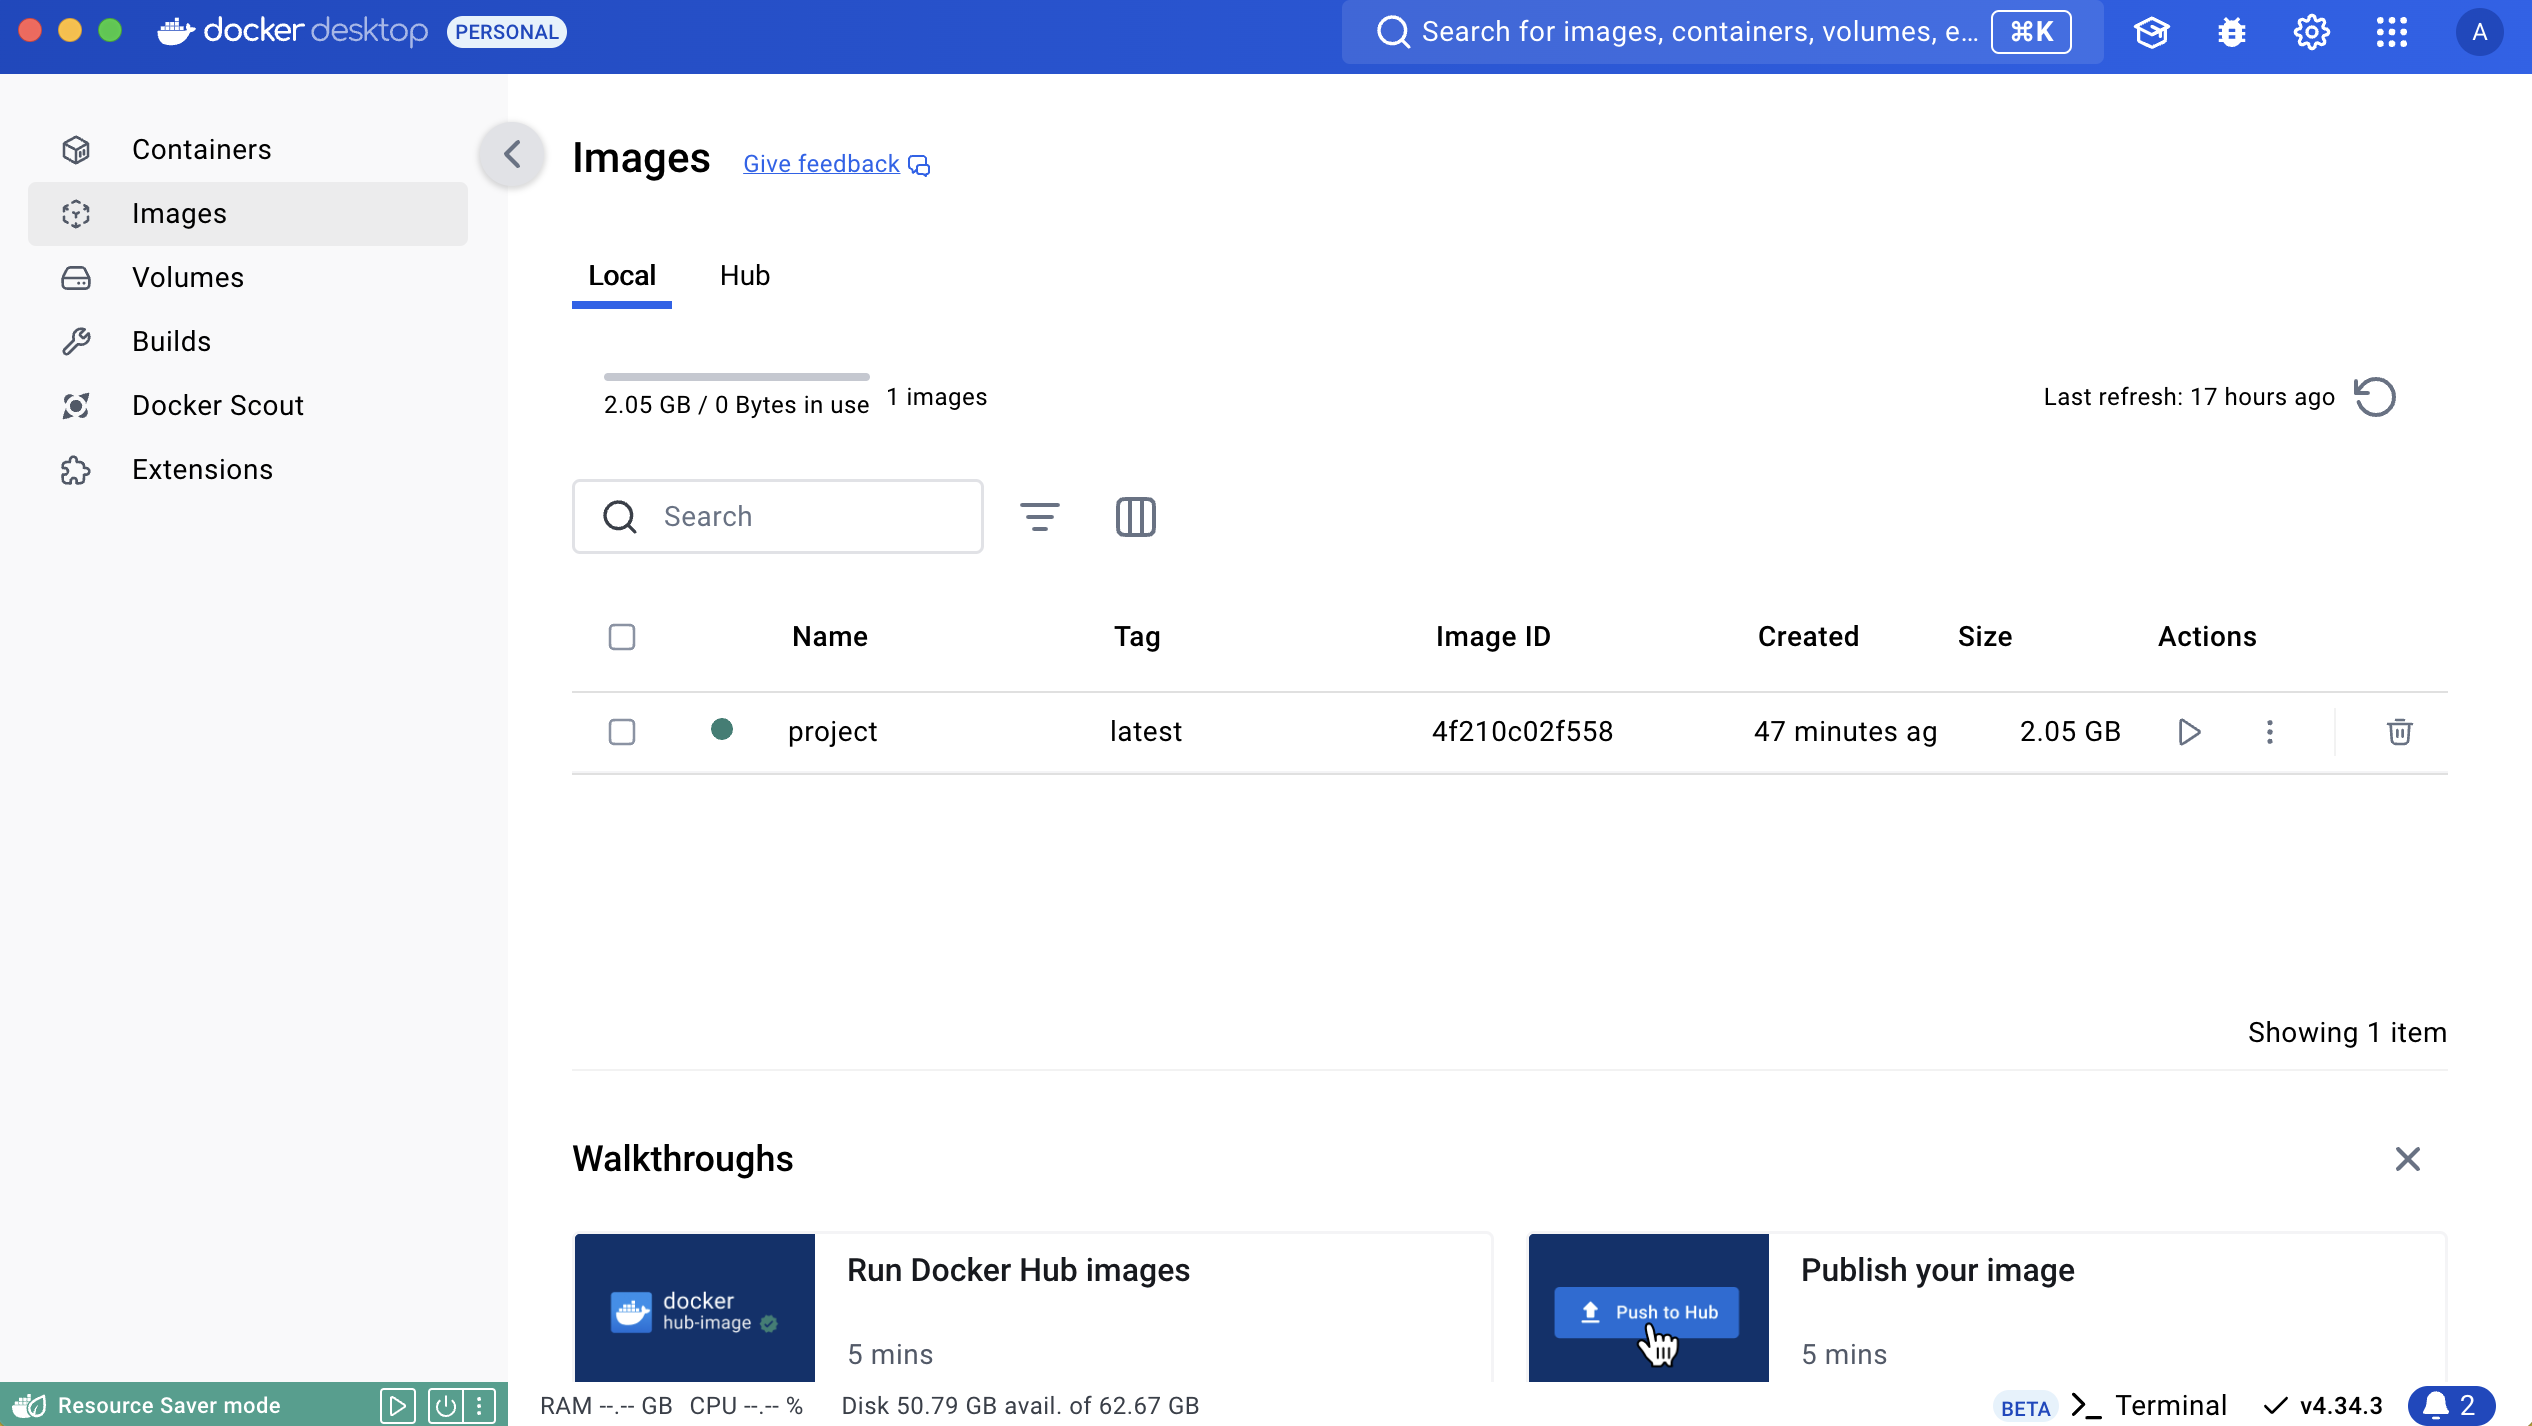 docker desktop PERSONAL
Search for images, containers, volumes, e... ⌘K
A
Containers
Images
Volumes
Builds
Docker Scout
Extensions
Images Give feedback
Local Hub
2.05 GB / 0 Bytes in use 1 images
Last refresh: 17 hours ago
Search
Name Tag Image ID Created Size Actions
project latest 4f210c02f558 47 minutes ag 2.05 GB
Showing 1 item
Walkthroughs
docker
hub-image
Run Docker Hub images
5 mins
Push to Hub
Publish your image
5 mins
Resource Saver mode
RAM --.-- GB CPU --.-- % Disk 50.79 GB avail. of 62.67 GB
BETA >_ Terminal v4.34.3 2